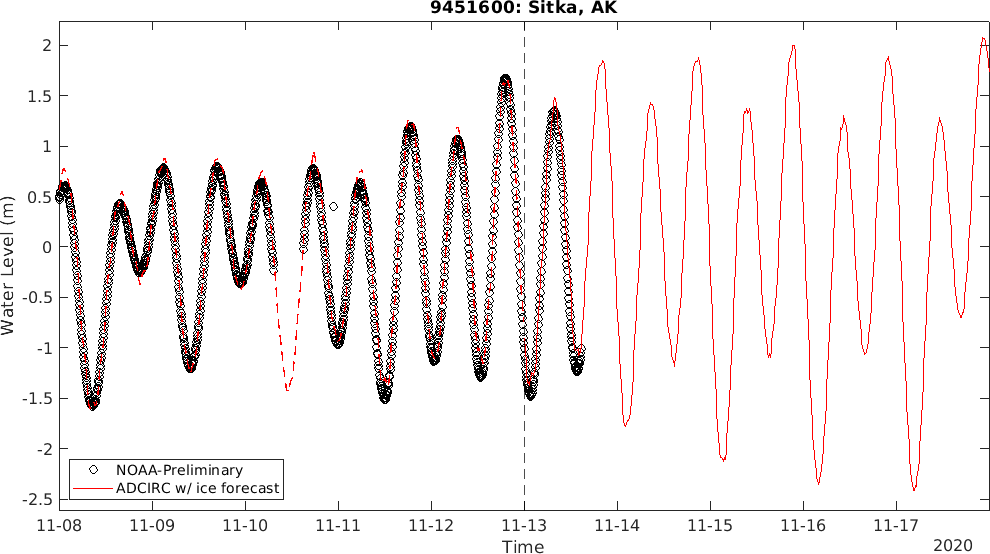 9451600: Sitka, AK
Water Level (m)
2
1.5
1
0.5
0
-0.5
-1
-1.5
-2
-2.5
NOAA-Preliminary
ADCIRC w/ ice forecast
11-08 11-09 11-10 11-11 11-12 11-13 11-14 11-15 11-16 11-17
Time
2020